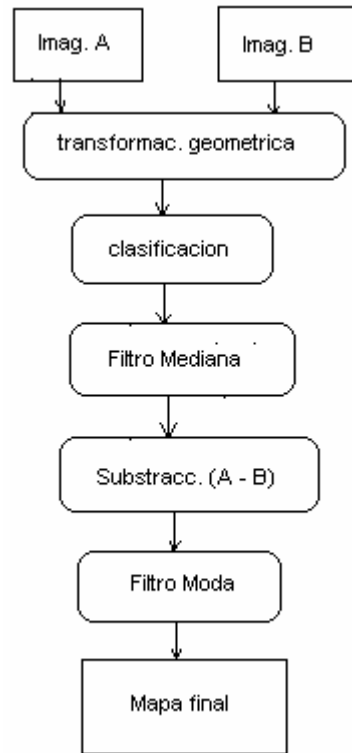 Imag. A
Imag. B
transformac. geometrica
clasificacion
Filtro Mediana
Substracc. (A - B)
Filtro Moda
Mapa final